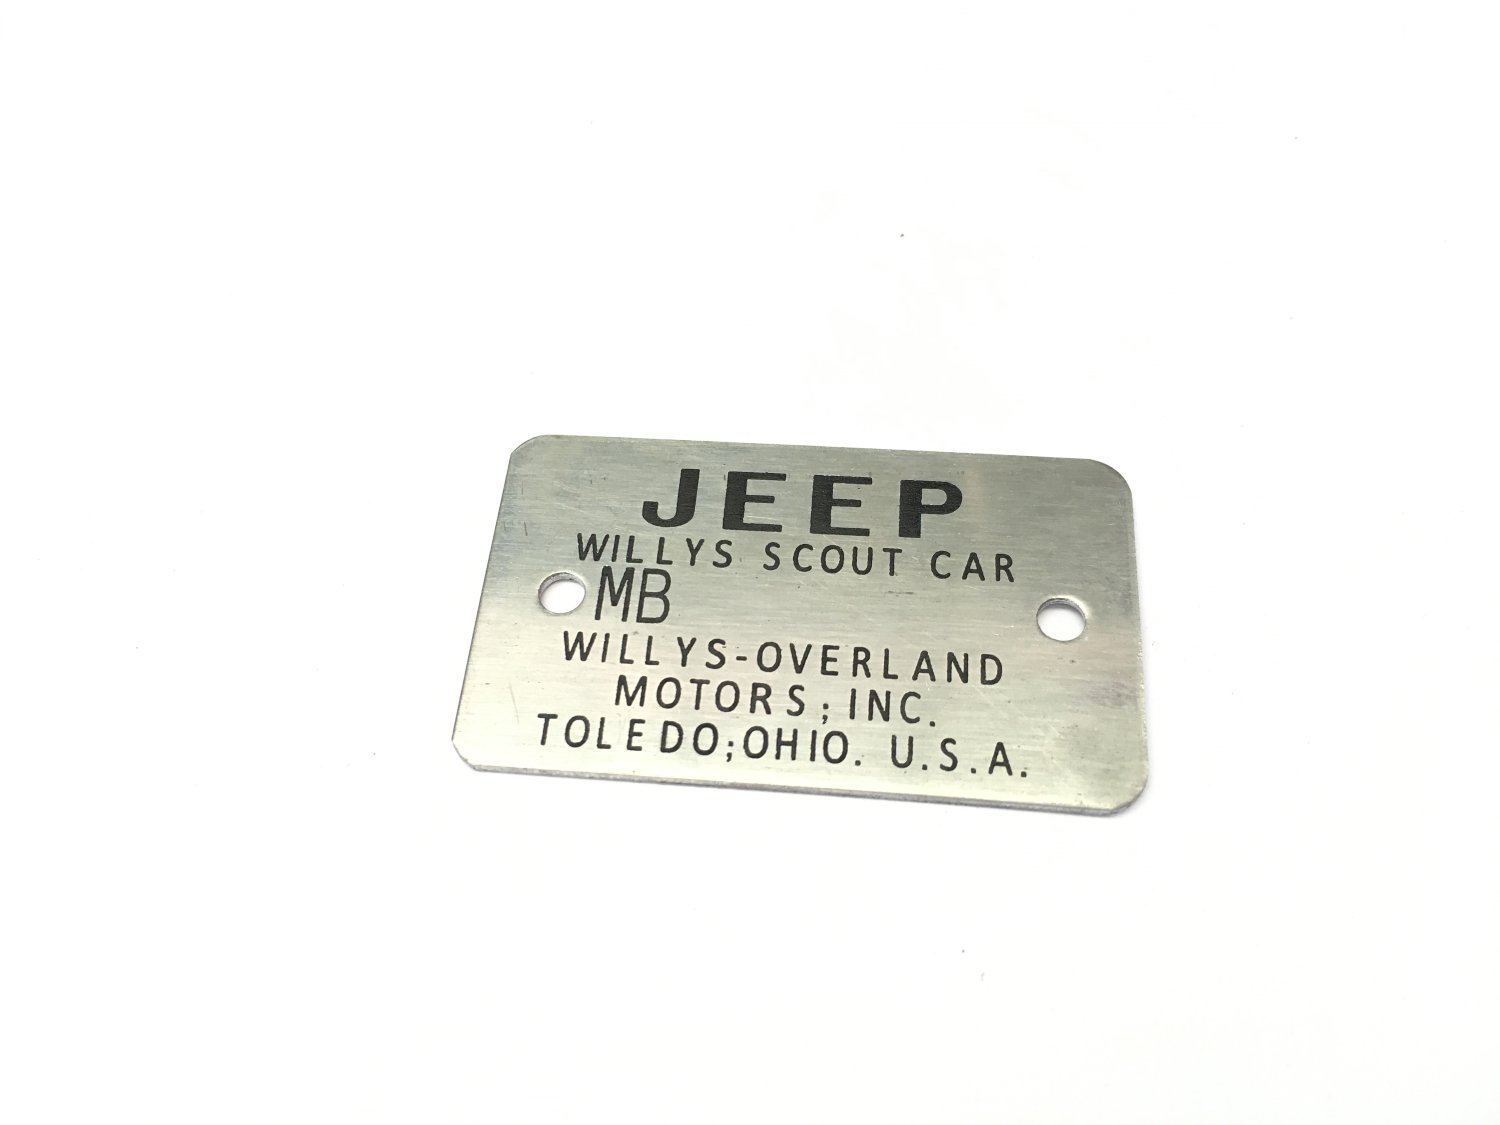 JEEP
WILLYS SCOUT CAR
MB
WILLYS-OVERLAND
MOTORS; INC.
TOLEDO;OHIO. U.S.A.